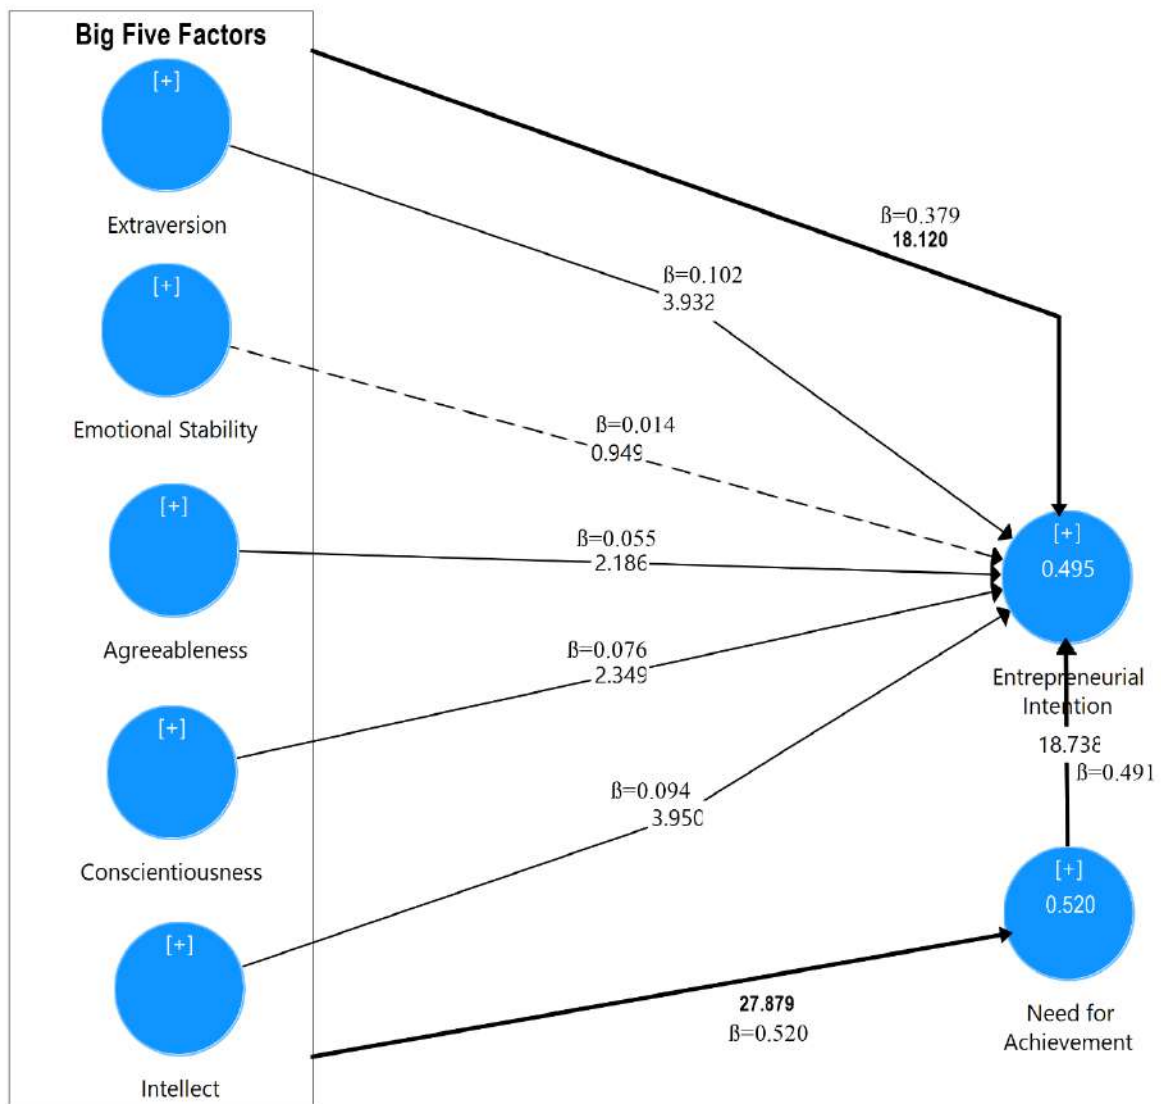 Big Five Factors
[+]
Extraversion
ß=0.379
18.120
ß=0.102
3.932
[+]
Emotional Stability
ß=0.014
0.949
[+]
Agreeableness
ß=0.055
2.186
[+]
0.495
Entrepreneurial
Intention
ß=0.076
2.349
[+]
Conscientiousness
18.738
ß=0.491
ß=0.094
3.950
[+]
0.520
Need for
Achievement
[+]
Intellect
27.879
ß=0.520